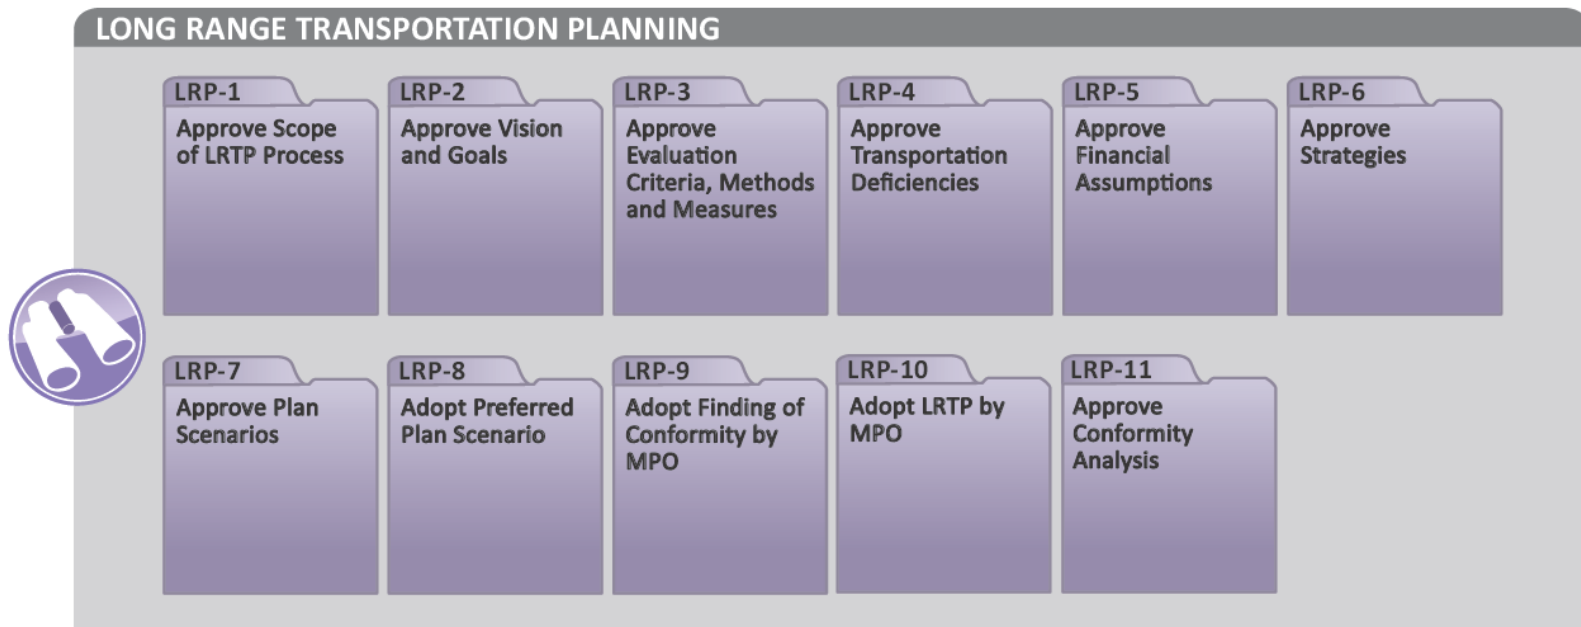 LONG RANGE TRANSPORTATION PLANNING
LRP-1
Approve Scope
of LRTP Process
LRP-2
Approve Vision
and Goals
LRP-3
Approve
Evaluation
Criteria, Methods
and Measures
LRP-4
Approve
Transportation
Deficiencies
LRP-5
Approve
Financial
Assumptions
LRP-6
Approve
Strategies
LRP-7
Approve Plan
Scenarios
LRP-8
Adopt Preferred
Plan Scenario
LRP-9
Adopt Finding of
Conformity by
MPO
LRP-10
Adopt LRTP by
MPO
LRP-11
Approve
Conformity
Analysis